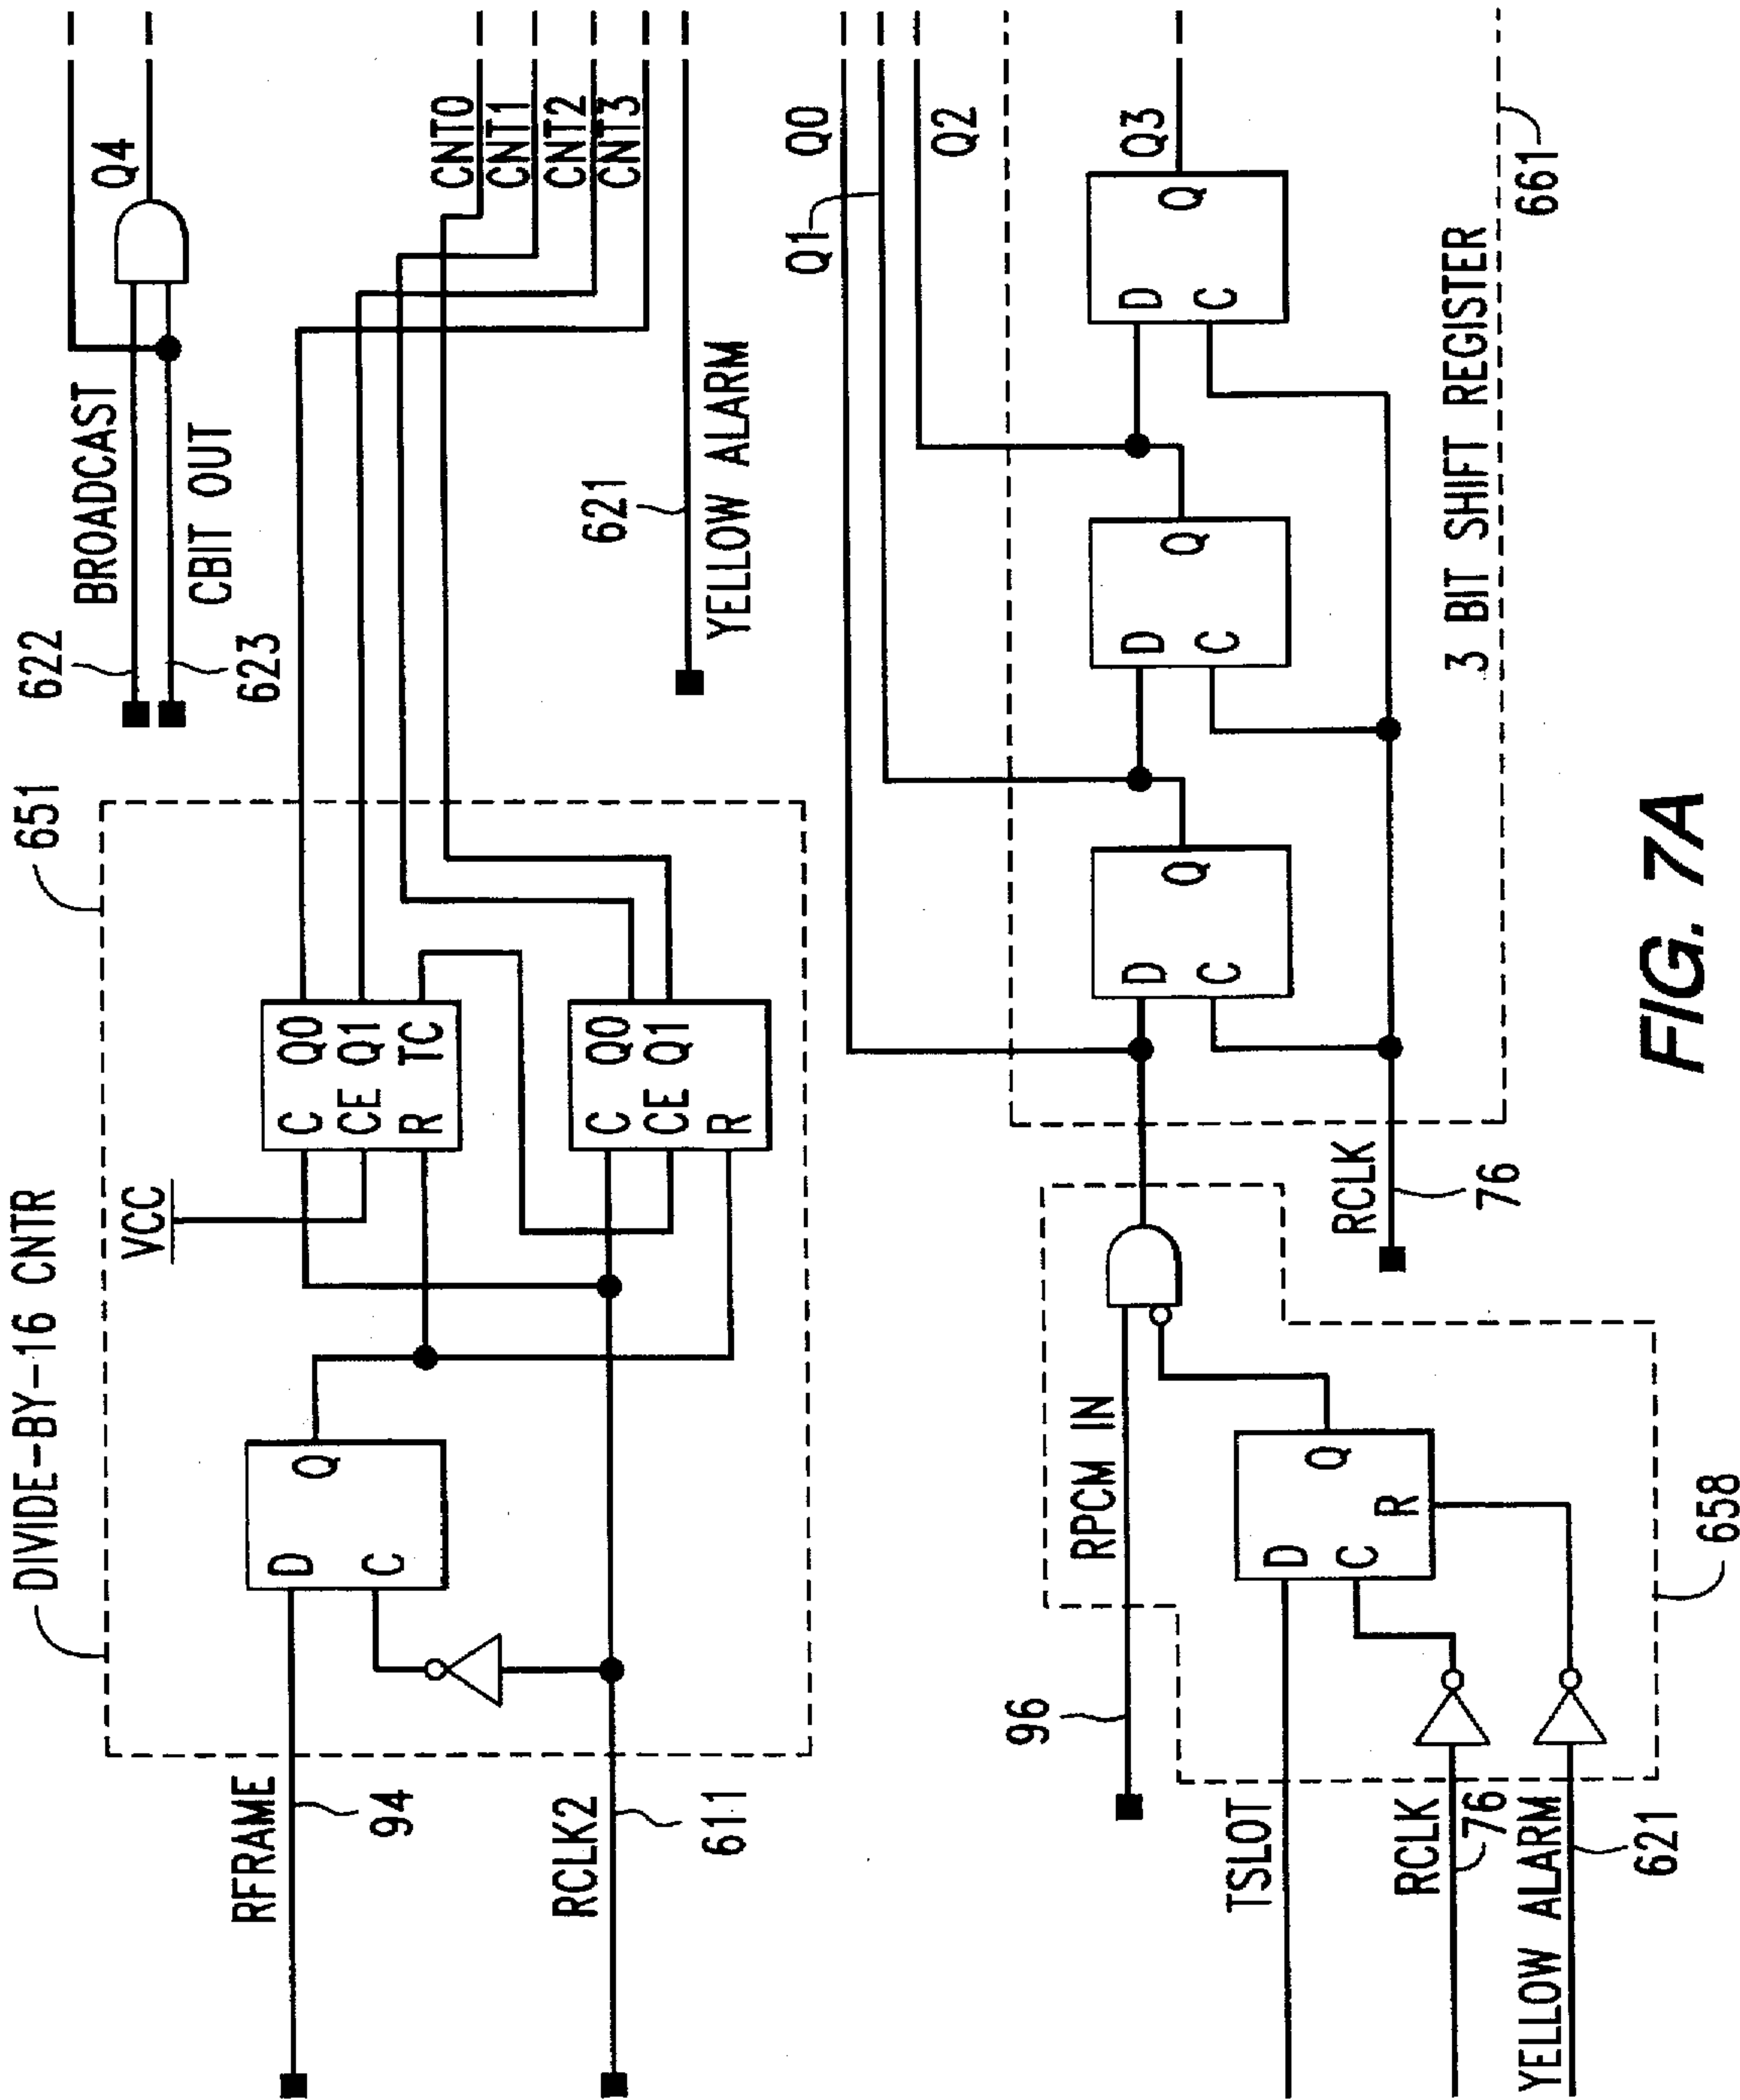 DIVIDE-BY-16 CNTR
651
622
BROADCAST
Q4
CBIT OUT
623
VCC
RFRAME
94
D
Q
C
C Q0
CE Q1
R TC
CNT0
CNT1
CNT2
CNT3
RCLK2
611
C Q0
CE Q1
R
621
YELLOW ALARM
Q1
Q0
Q2
96
RPCM IN
D
Q
C
D
Q
C
D
Q
C
Q3
TSLOT
D
Q
C
R
RCLK
76
RCLK
76
3 BIT SHIFT REGISTER
661
YELLOW ALARM
621
658
FIG. 7A